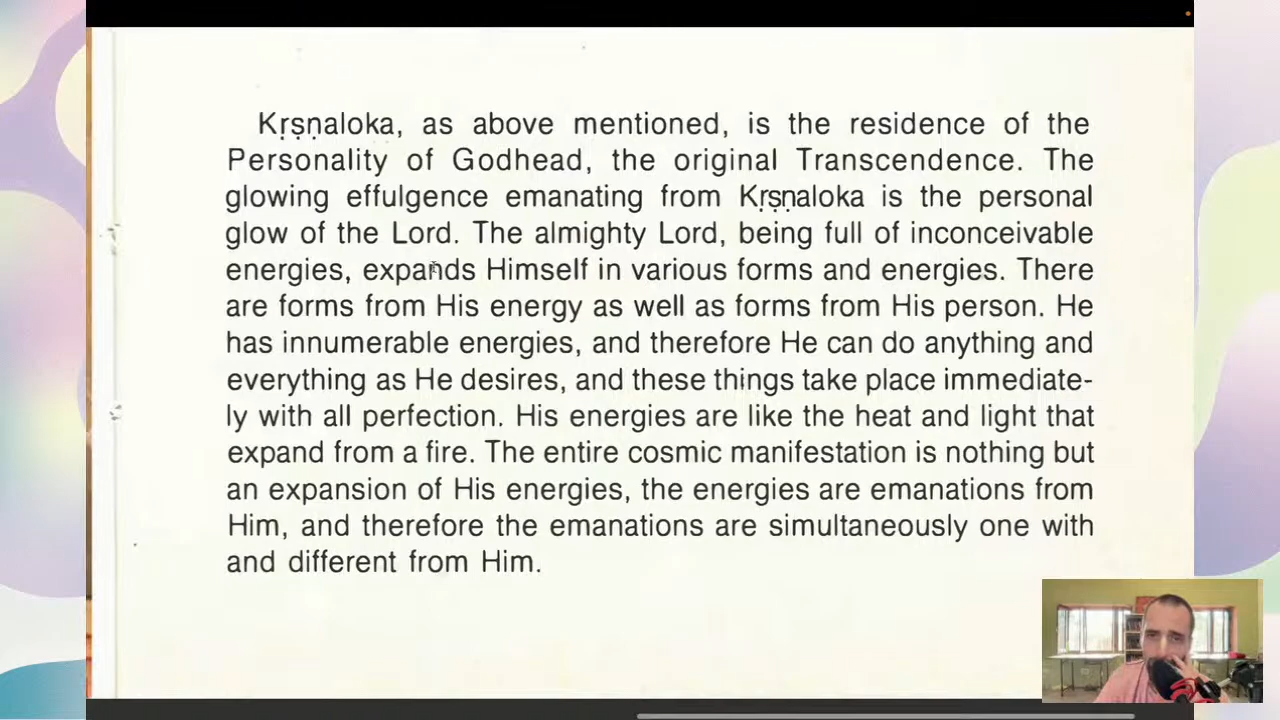 Kṛṣṇaloka, as above mentioned, is the residence of the
Personality of Godhead, the original Transcendence. The
glowing effulgence emanating from Kṛṣṇaloka is the personal
glow of the Lord. The almighty Lord, being full of inconceivable
energies, expands Himself in various forms and energies. There
are forms from His energy as well as forms from His person. He
has innumerable energies, and therefore He can do anything and
everything as He desires, and these things take place immediate-
ly with all perfection. His energies are like the heat and light that
expand from a fire. The entire cosmic manifestation is nothing but
an expansion of His energies, the energies are emanations from
Him, and therefore the emanations are simultaneously one with
and different from Him.